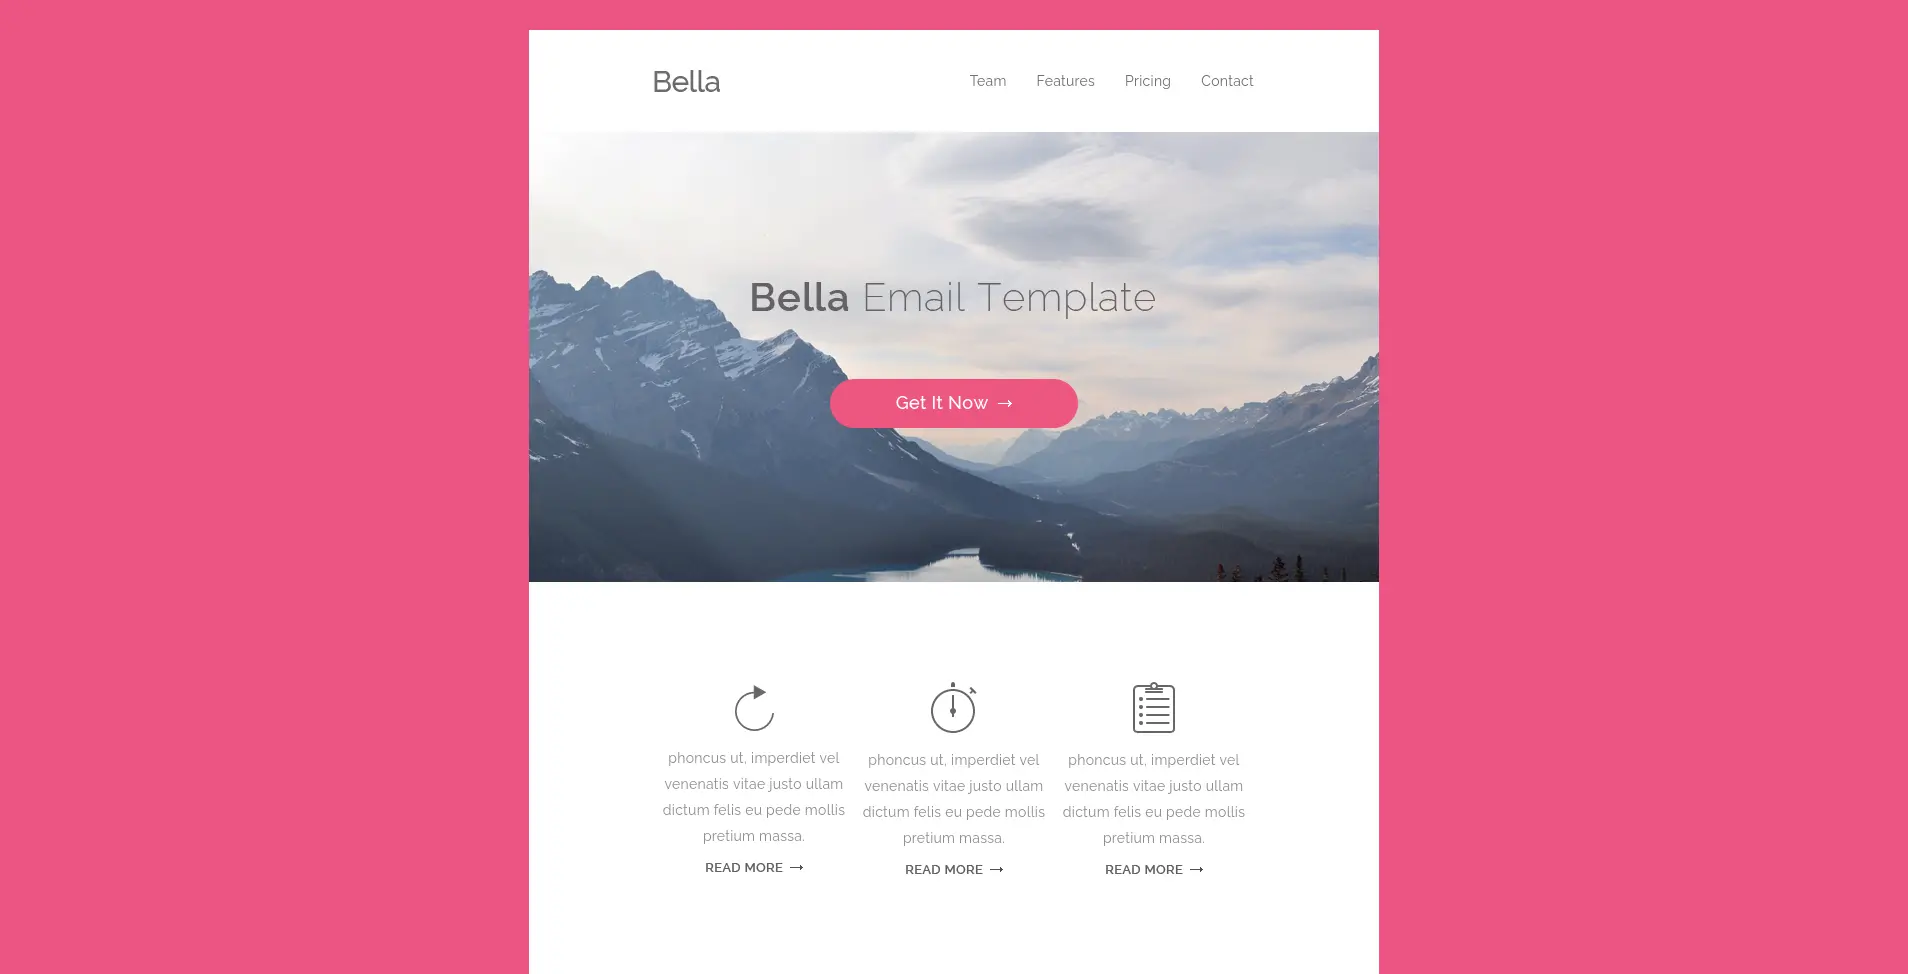 Bella
Team Features Pricing Contact
Bella Email Template
Get It Now →
phoncus ut, imperdiet vel
venenatis vitae justo ullam
dictum felis eu pede mollis
pretium massa.
READ MORE →
phoncus ut, imperdiet vel
venenatis vitae justo ullam
dictum felis eu pede mollis
pretium massa.
READ MORE →
phoncus ut, imperdiet vel
venenatis vitae justo ullam
dictum felis eu pede mollis
pretium massa.
READ MORE →